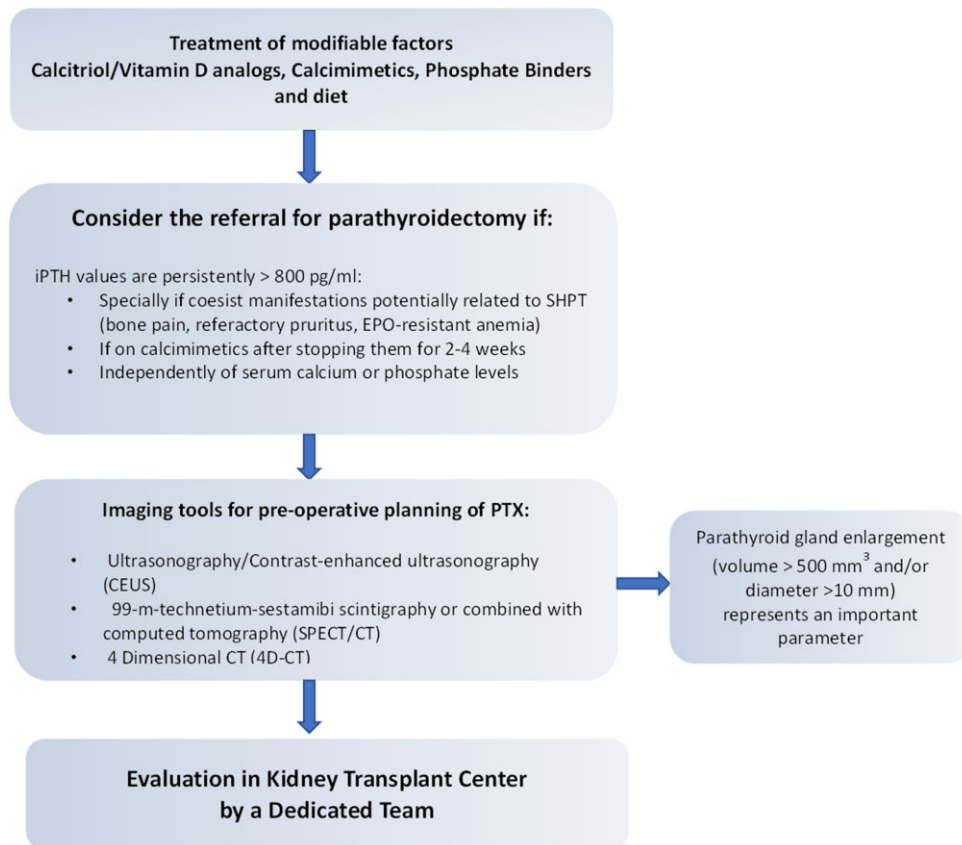 Treatment of modifiable factors
Calcitriol/Vitamin D analogs, Calcimimetics, Phosphate Binders
and diet
Consider the referral for parathyroidectomy if:
iPTH values are persistently > 800 pg/ml:
• Specially if coesist manifestations potentially related to SHPT
(bone pain, referactory pruritus, EPO-resistant anemia)
• If on calcimimetics after stopping them for 2-4 weeks
• Independently of serum calcium or phosphate levels
Imaging tools for pre-operative planning of PTX:
• Ultrasonography/Contrast-enhanced ultrasonography
(CEUS)
• 99-m-technetium-sestamibi scintigraphy or combined with
computed tomography (SPECT/CT)
• 4 Dimensional CT (4D-CT)
Parathyroid gland enlargement
(volume > 500 mm³ and/or
diameter >10 mm)
represents an important
parameter
Evaluation in Kidney Transplant Center
by a Dedicated Team